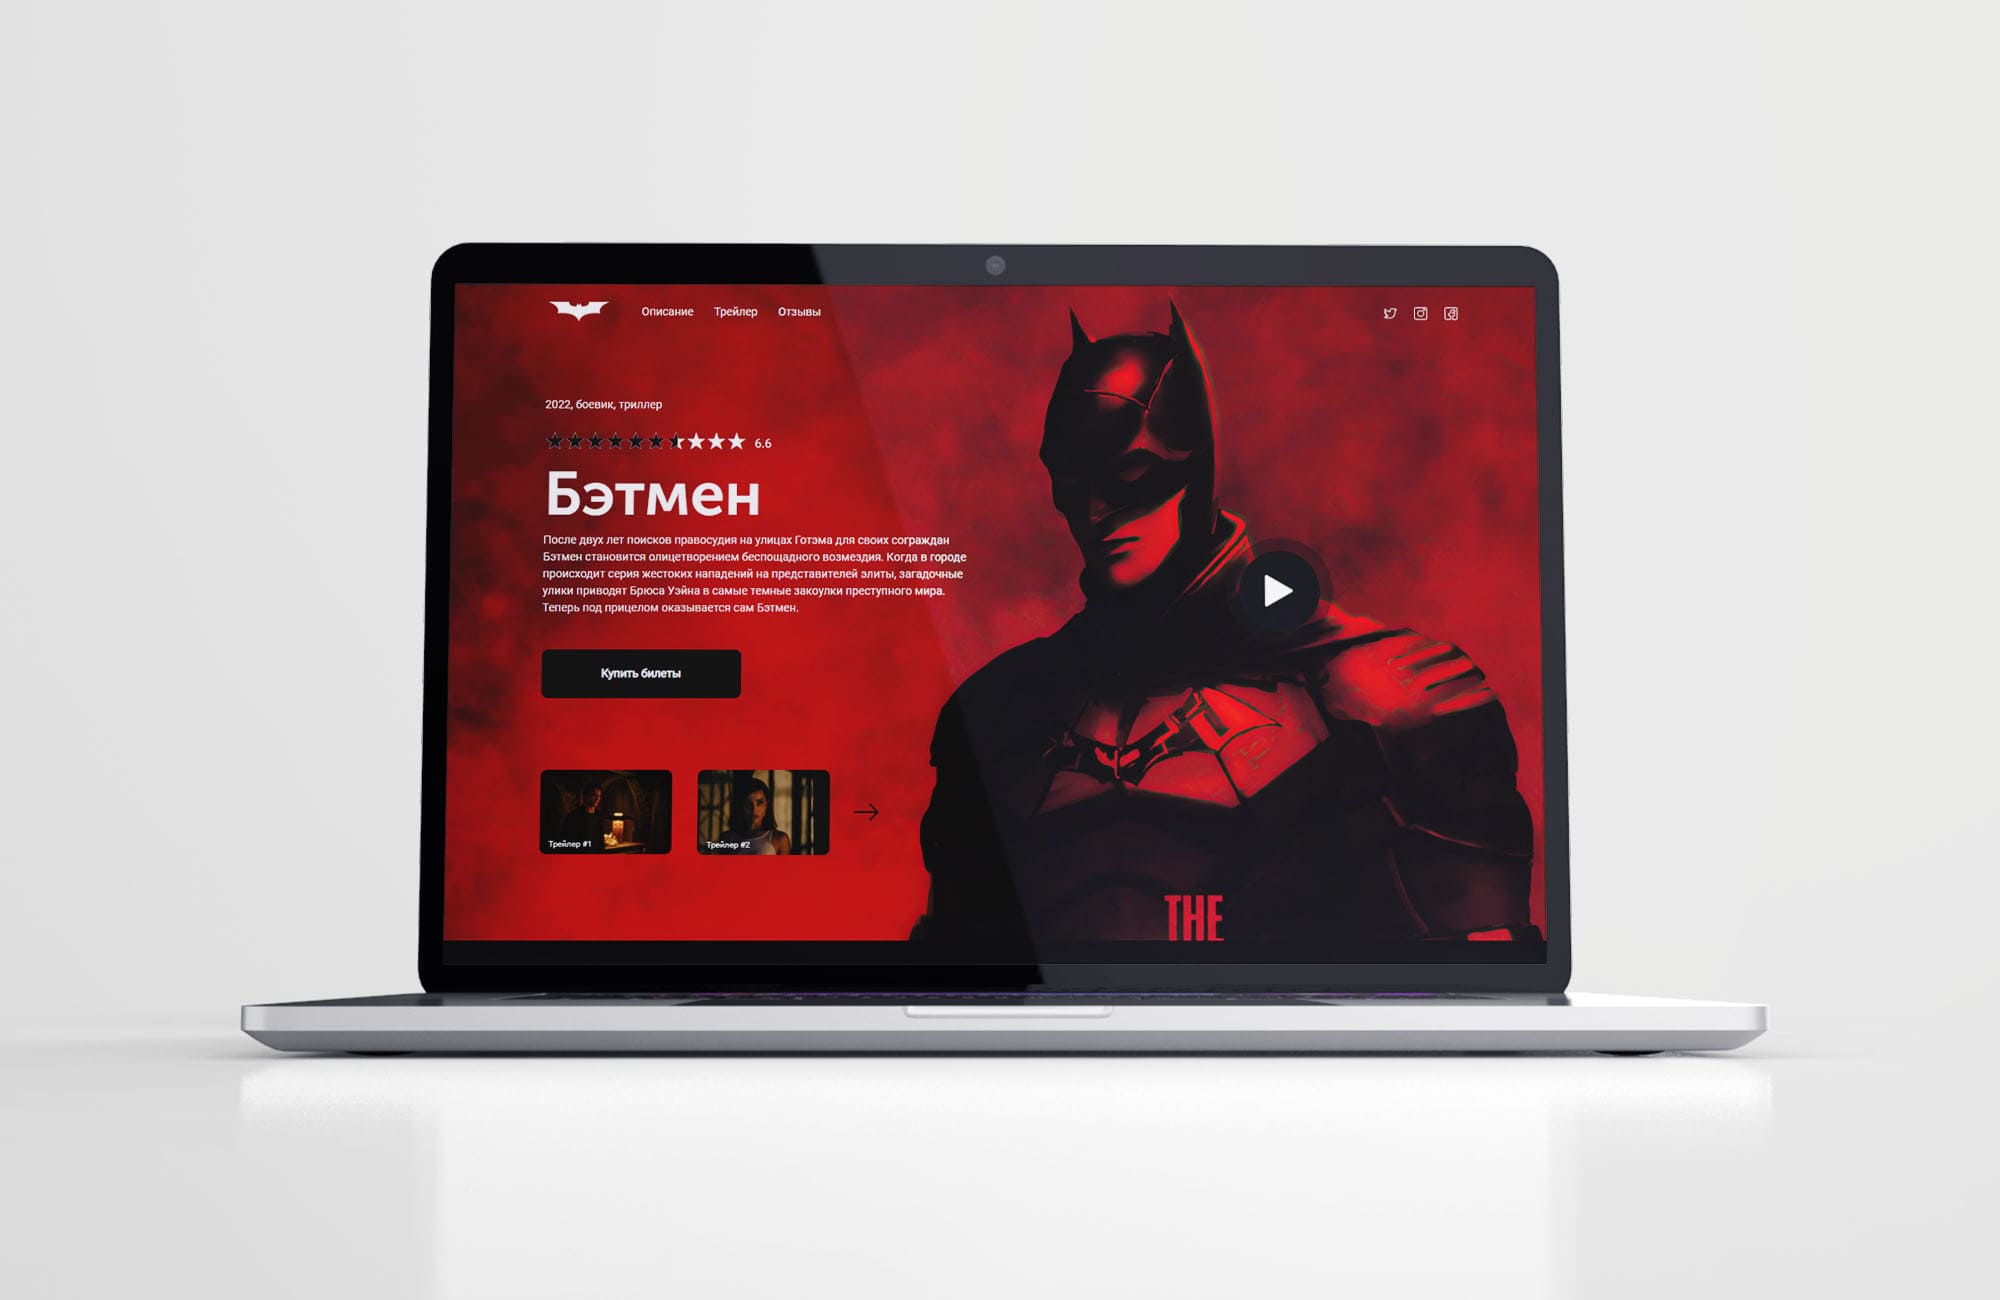 Описание Трейлер Отзывы
2022, боевик, триллер
6.6
Бэтмен
После двух лет поисков правосудия на улицах Готэма для своих сограждан
Бэтмен становится олицетворением беспощадного возмездия. Когда в городе
происходит серия жестоких нападений на представителей элиты, загадочные
улики приводят Брюса Уэйна в самые темные закоулки преступного мира.
Теперь под прицелом оказывается сам Бэтмен.
Купить билеты
Трейлер #1
Трейлер #2
THE